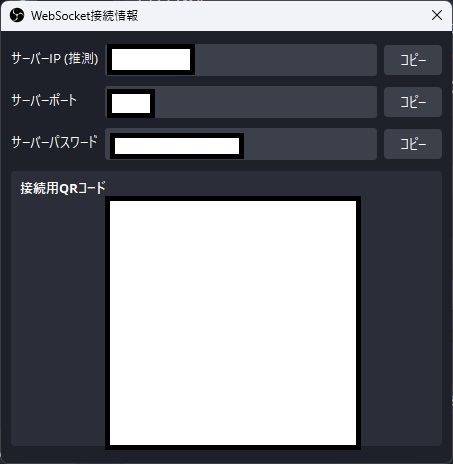 WebSocket接続情報
サーバーIP (推測)
コピー
サーバーポート
コピー
サーバーパスワード
コピー
接続用QRコード